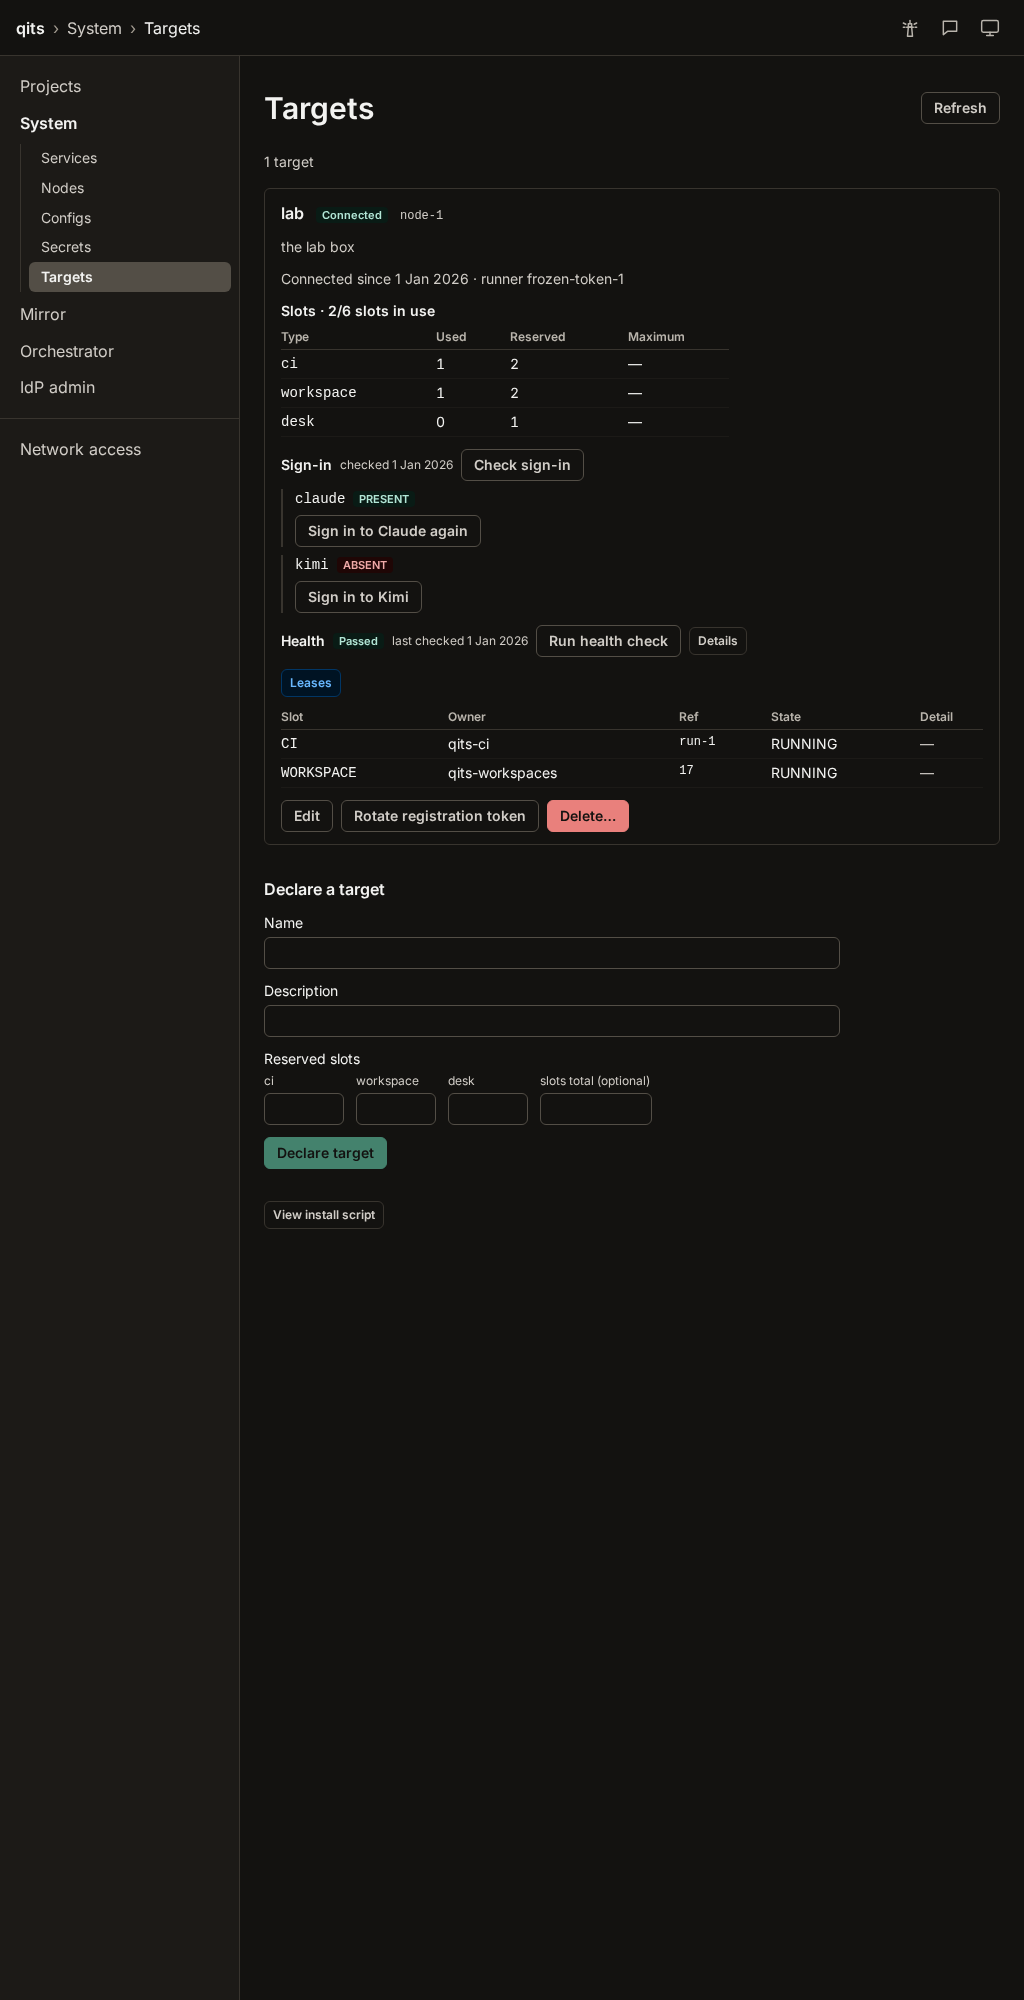 qits › System › Targets
Projects
System
Services
Nodes
Configs
Secrets
Targets
Mirror
Orchestrator
IdP admin
Network access
Targets
Refresh
1 target
lab Connected node-1
the lab box
Connected since 1 Jan 2026 · runner frozen-token-1
Slots · 2/6 slots in use
Type Used Reserved Maximum
ci 1 2 —
workspace 1 2 —
desk 0 1 —
Sign-in checked 1 Jan 2026 Check sign-in
claude PRESENT
Sign in to Claude again
kimi ABSENT
Sign in to Kimi
Health Passed last checked 1 Jan 2026 Run health check Details
Leases
Slot Owner Ref State Detail
CI qits-ci run-1 RUNNING —
WORKSPACE qits-workspaces 17 RUNNING —
Edit Rotate registration token Delete…
Declare a target
Name
Description
Reserved slots
ci workspace desk slots total (optional)
Declare target
View install script